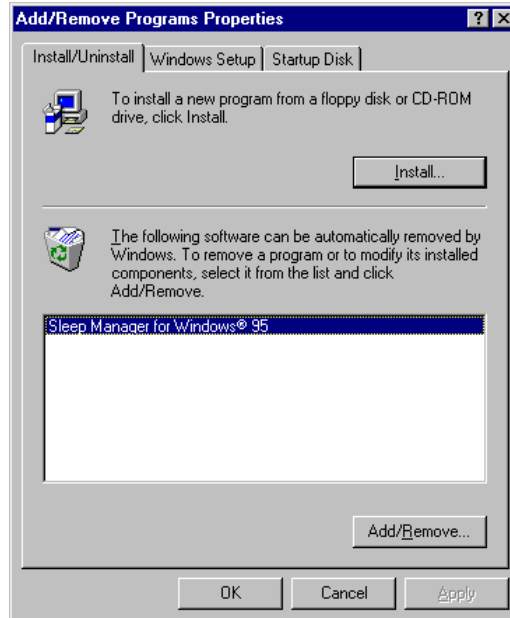 Add/Remove Programs Properties
Install/Uninstall
Windows Setup
Startup Disk
To install a new program from a floppy disk or CD-ROM
drive, click Install.
Install...
The following software can be automatically removed by
Windows. To remove a program or to modify its installed
components, select it from the list and click
Add/Remove.
Sleep Manager for Windows® 95
Add/Remove...
OK
Cancel
Apply